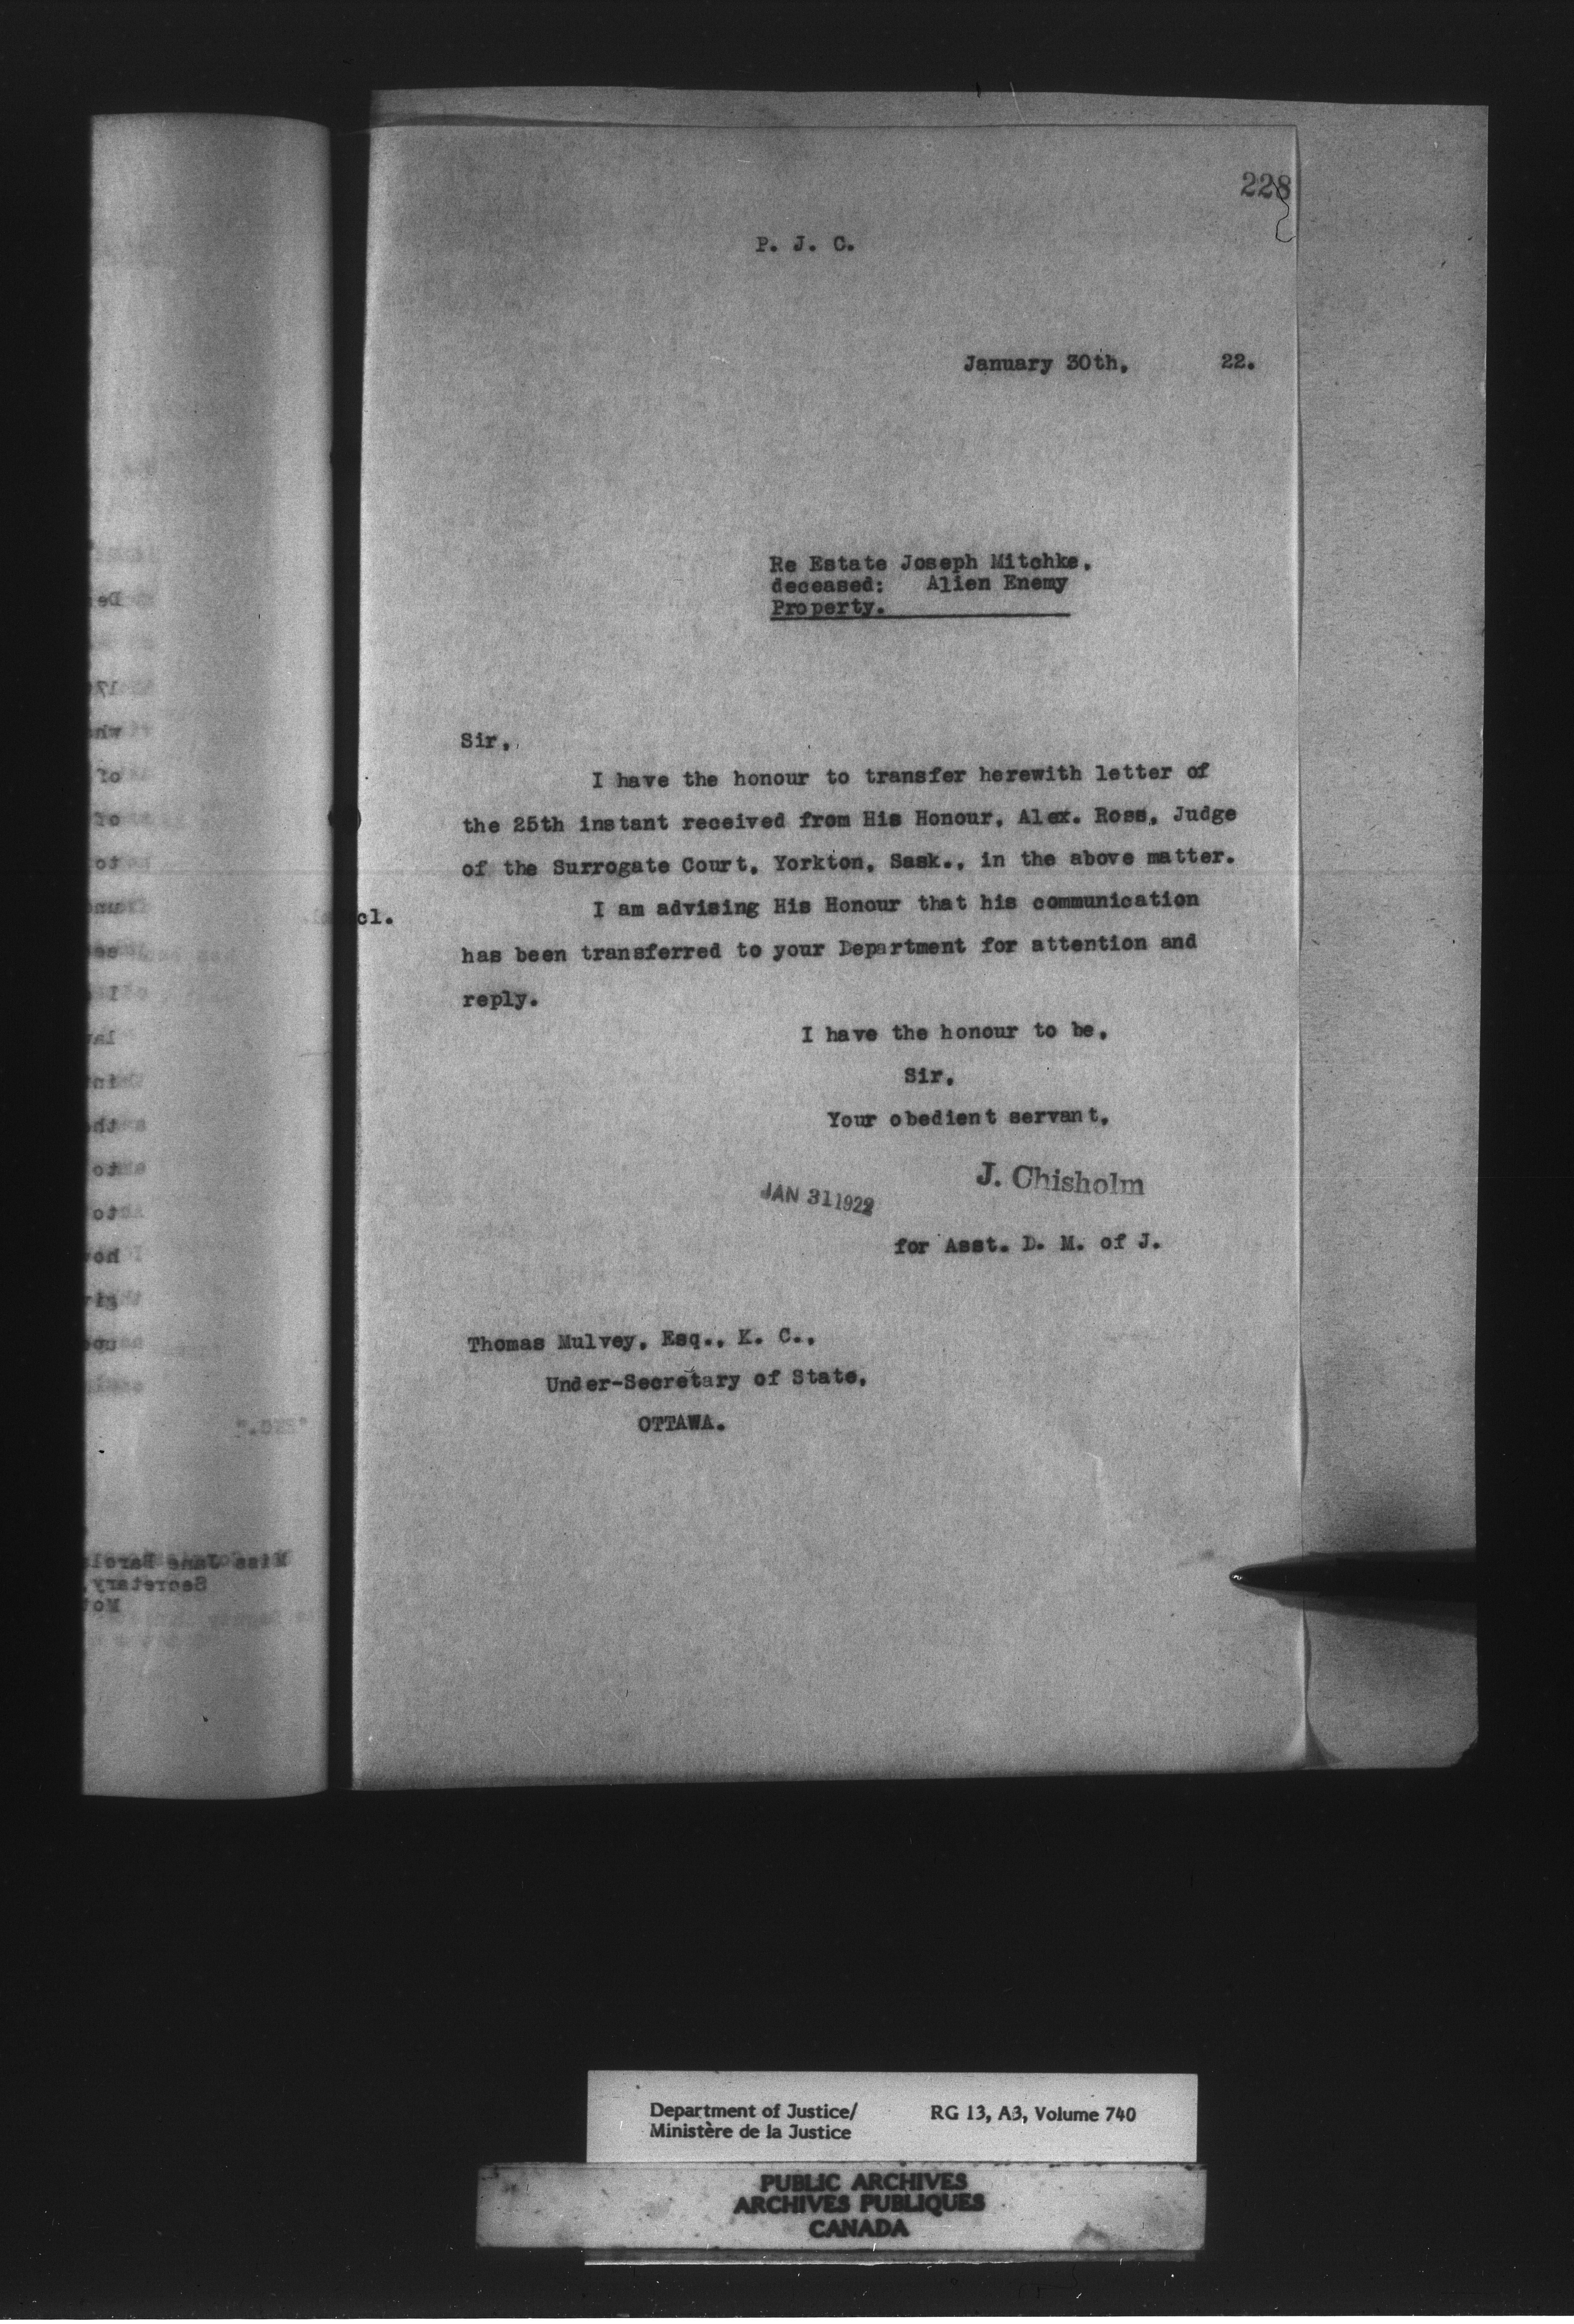 228
P. J. C.
January 30th, 22.
Re Estate Joseph Mitchke,
deceased: Alien Enemy
Property.
Sir,
I have the honour to transfer herewith letter of
the 25th instant received from His Honour, Alex. Ross, Judge
of the Surrogate Court, Yorkton, Sask., in the above matter.
cl.
I am advising His Honour that his communication
has been transferred to your Department for attention and
reply.
I have the honour to be,
Sir,
Your obedient servant,
J. Chisholm
JAN 31 1922
for Asst. D. M. of J.
Thomas Mulvey, Esq., K. C.,
Under-Secretary of State,
OTTAWA.
Miss Jane
Secretary,
Department of Justice/ RG 13, A3, Volume 740
Ministère de la Justice
PUBLIC ARCHIVES
ARCHIVES PUBLIQUES
CANADA